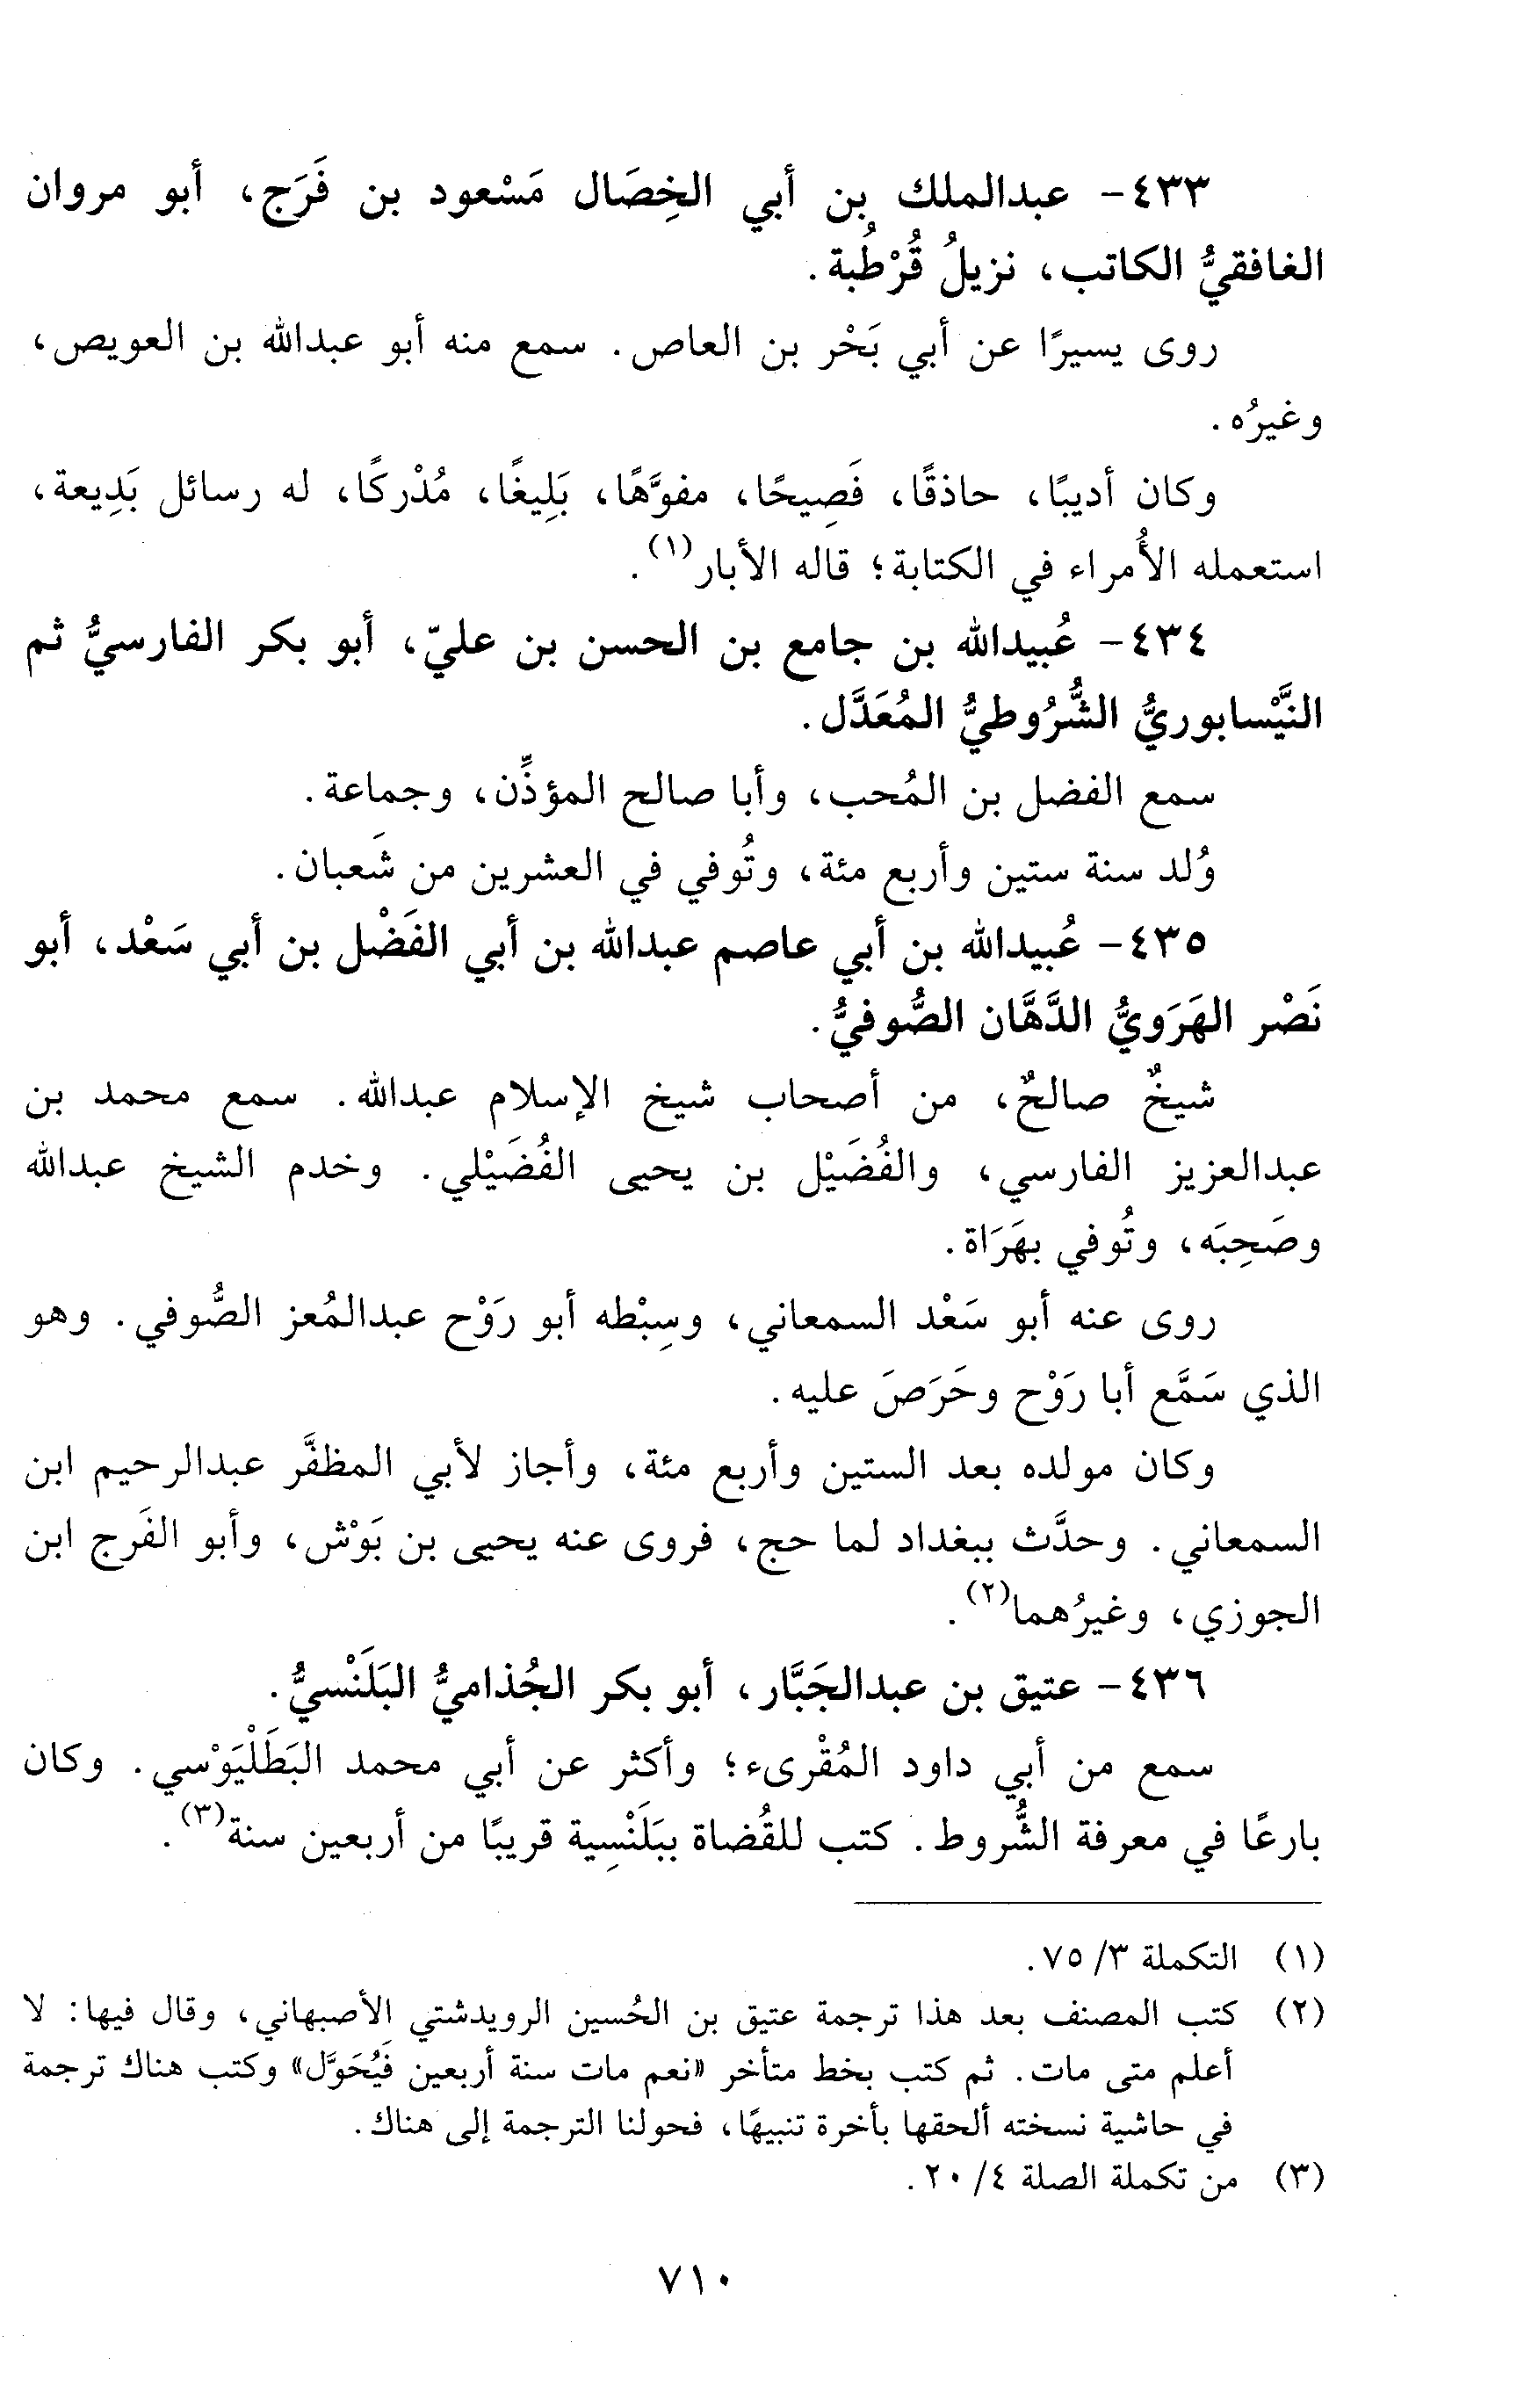 ٤٣٣- عبدالملك بن أبي الخِصَال مَسْعود بن فَرَج، أبو مروان
الغافقيُّ الكاتب، نزيلُ قُرْطُبة.
روى يسيرًا عن أبي بَحْر بن العاص. سمع منه أبو عبدالله بن العويص،
وغيرُه.
وكان أديبًا، حاذقًا، فَصِيحًا، مفوَّهًا، بَلِيغًا، مُدْركًا، له رسائل بَدِيعة،
استعمله الأُمراء في الكتابة؛ قاله الأبار(١).
٤٣٤- عُبيدالله بن جامع بن الحسن بن عليّ، أبو بكر الفارسيُّ ثم
النَّيْسابوريُّ الشُّرُوطيُّ المُعَدَّل.
سمع الفضل بن المُحب، وأبا صالح المؤذِّن، وجماعة.
وُلد سنة ستين وأربع مئة، وتُوفي في العشرين من شَعبان.
٤٣٥- عُبيدالله بن أبي عاصم عبدالله بن أبي الفَضْل بن أبي سَعْد، أبو
نَصْر الهَرَويُّ الدَّهَّان الصُّوفيُّ.
شيخٌ صالحٌ، من أصحاب شيخ الإسلام عبدالله. سمع محمد بن
عبدالعزيز الفارسي، والفُضَيْل بن يحيى الفُضَيْلي. وخدم الشيخ عبدالله
وصَحِبَه، وتُوفي بهَرَاة.
روى عنه أبو سَعْد السمعاني، وسِبْطه أبو رَوْح عبدالمُعز الصُّوفي. وهو
الذي سَمَّع أبا رَوْح وحَرَصَ عليه.
وكان مولده بعد الستين وأربع مئة، وأجاز لأبي المظفَّر عبدالرحيم ابن
السمعاني. وحدَّث ببغداد لما حج، فروى عنه يحيى بن بَوْش، وأبو الفَرج ابن
الجوزي، وغيرُهما(٢).
٤٣٦- عتيق بن عبدالجَبَّار، أبو بكر الجُذاميُّ البَلَنْسيُّ.
سمع من أبي داود المُقْرىء؛ وأكثر عن أبي محمد البَطَلْيَوْسي. وكان
بارعًا في معرفة الشُّروط. كتب للقُضاة ببَلَنْسِية قريبًا من أربعين سنة(٣).
(١) التكملة ٣/ ٧٥.
(٢) كتب المصنف بعد هذا ترجمة عتيق بن الحُسين الرويدشتي الأصبهاني، وقال فيها: لا
أعلم متى مات. ثم كتب بخط متأخر «نعم مات سنة أربعين فَيُحَوَّل» وكتب هناك ترجمة
في حاشية نسخته ألحقها بأخرة تنبيهًا، فحولنا الترجمة إلى هناك.
(٣) من تكملة الصلة ٤/ ٢٠.
٧١٠